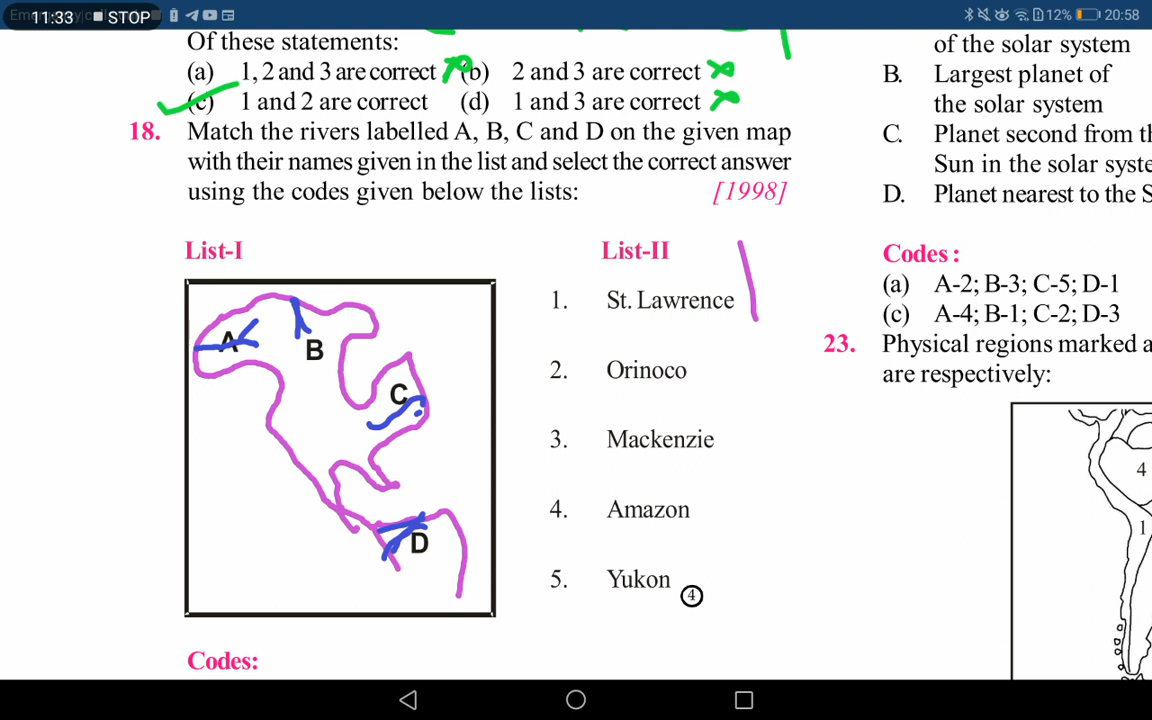 11:33 STOP
12% 20:58
Of these statements:
(a) 1, 2 and 3 are correct (b) 2 and 3 are correct
(c) 1 and 2 are correct (d) 1 and 3 are correct
18. Match the rivers labelled A, B, C and D on the given map
with their names given in the list and select the correct answer
using the codes given below the lists: [1998]
List-I List-II
1. St. Lawrence
2. Orinoco
3. Mackenzie
4. Amazon
5. Yukon
4
A
B
C
D
Codes:
of the solar system
B. Largest planet of
the solar system
C. Planet second from
Sun in the solar
D. Planet nearest to the
Codes :
(a) A-2; B-3; C-5; D-1
(c) A-4; B-1; C-2; D-3
23. Physical regions marked
are respectively:
4
1